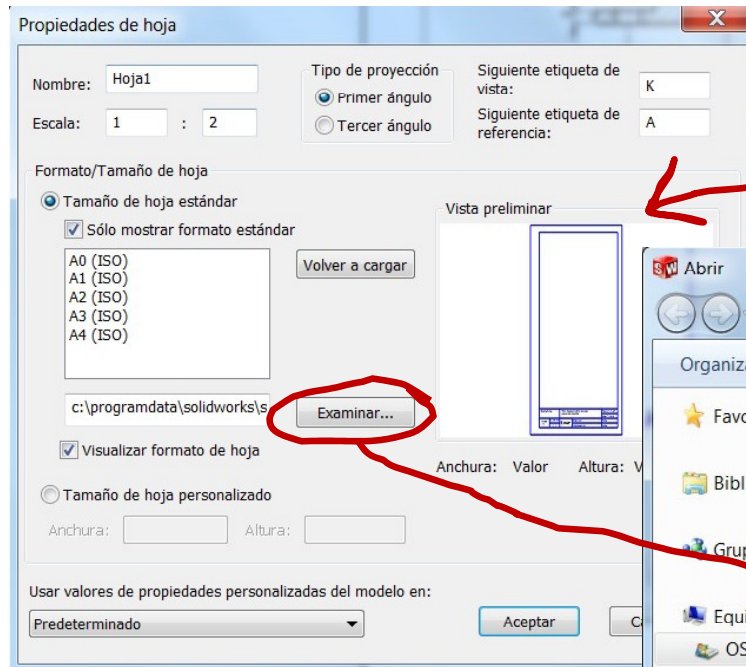 Propiedades de hoja
X
Nombre: Hoja1
Escala: 1 : 2
Tipo de proyección
Primer ángulo
Tercer ángulo
Siguiente etiqueta de vista: K
Siguiente etiqueta de referencia: A
Formato/Tamaño de hoja
Tamaño de hoja estándar
Sólo mostrar formato estándar
A0 (ISO)
A1 (ISO)
A2 (ISO)
A3 (ISO)
A4 (ISO)
Volver a cargar
c:\programdata\solidworks\s
Examinar...
Visualizar formato de hoja
Tamaño de hoja personalizado
Anchura: Altura:
Vista preliminar
Anchura: Valor Altura: V
Usar valores de propiedades personalizadas del modelo en:
Predeterminado
Aceptar
Ca
SW Abrir
Organiza
Favo
Bibl
Grup
Equi
OS